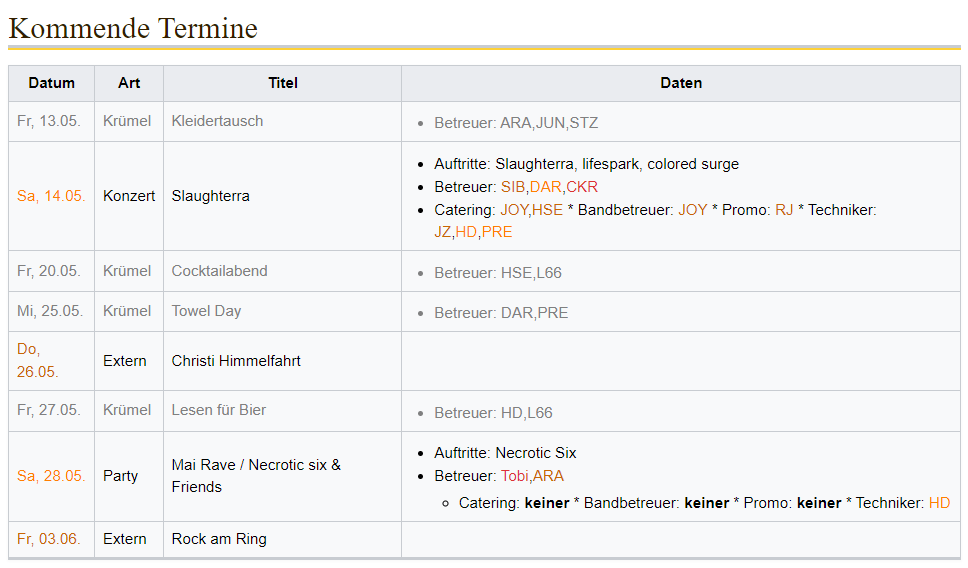 Kommende Termine
Datum Art Titel Daten
Fr, 13.05. Krümel Kleidertausch • Betreuer: ARA,JUN,STZ
Sa, 14.05. Konzert Slaughterra • Auftritte: Slaughterra, lifespark, colored surge
• Betreuer: SIB,DAR,CKR
• Catering: JOY,HSE * Bandbetreuer: JOY * Promo: RJ * Techniker:
JZ,HD,PRE
Fr, 20.05. Krümel Cocktailabend • Betreuer: HSE,L66
Mi, 25.05. Krümel Towel Day • Betreuer: DAR,PRE
Do,
26.05. Extern Christi Himmelfahrt
Fr, 27.05. Krümel Lesen für Bier • Betreuer: HD,L66
Sa, 28.05. Party Mai Rave / Necrotic six &
Friends
• Auftritte: Necrotic Six
• Betreuer: Tobi,ARA
◦ Catering: keiner * Bandbetreuer: keiner * Promo: keiner * Techniker: HD
Fr, 03.06. Extern Rock am Ring